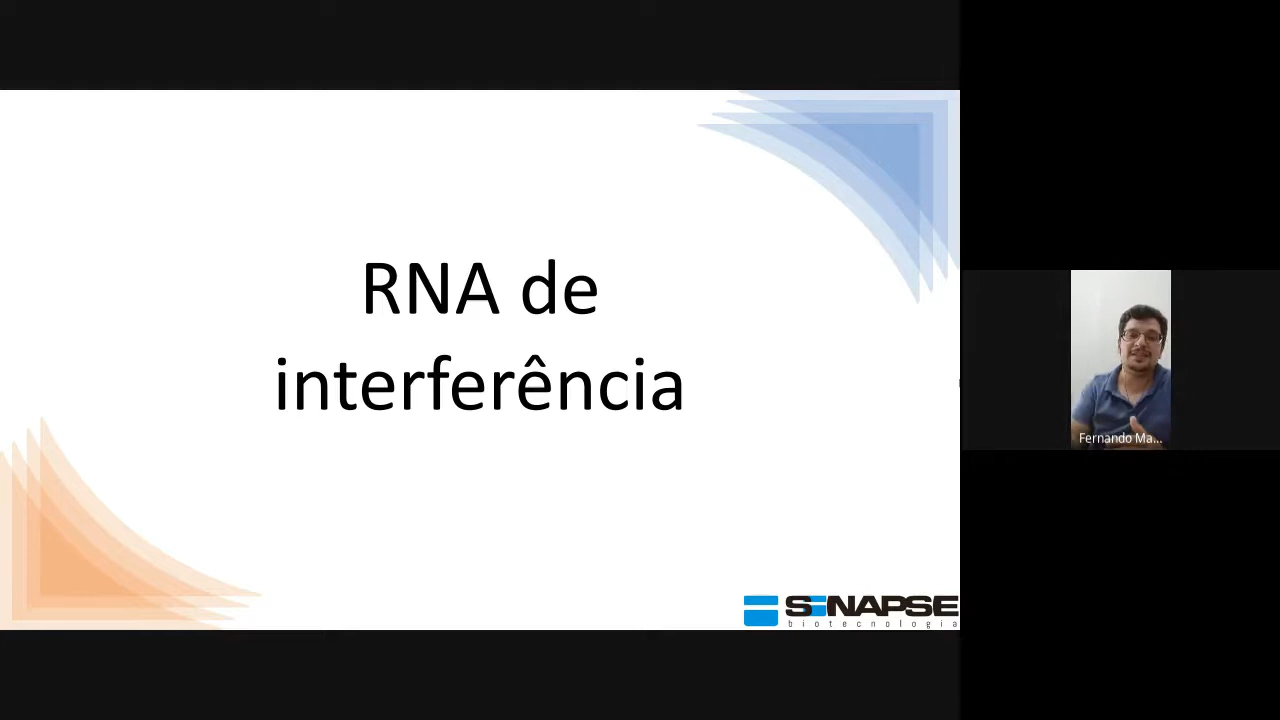 RNA de
interferência
SINAPSE
biotecnologia
Fernando Ma...